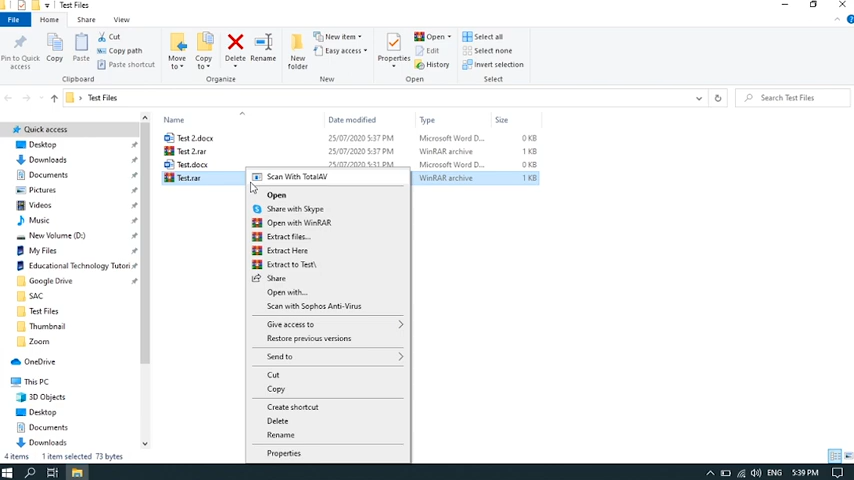 Test Files
File
Home
Share
View
Pin to Quick access
Copy
Paste
Cut
Copy path
Paste shortcut
Clipboard
Move to
Copy to
Delete
Rename
Organize
New folder
New item
Easy access
New
Properties
Open
Edit
History
Open
Select all
Select none
Invert selection
Select
Test Files
Search Test Files
Name
Date modified
Type
Size
Test 2.docx 25/07/2020 5:37 PM Microsoft Word D... 0 KB
Test 2.rar 25/07/2020 5:37 PM WinRAR archive 1 KB
Test.docx 25/07/2020 5:31 PM Microsoft Word D... 0 KB
Test.rar WinRAR archive 1 KB
Quick access
Desktop
Downloads
Documents
Pictures
Videos
Music
New Volume (D:)
My Files
Educational Technology Tutori
Google Drive
SAC
Test Files
Thumbnail
Zoom
OneDrive
This PC
3D Objects
Desktop
Documents
Downloads
Scan With TotalAV
Open
Share with Skype
Open with WinRAR
Extract files...
Extract Here
Extract to Test\
Share
Open with...
Scan with Sophos Anti-Virus
Give access to
Restore previous versions
Send to
Cut
Copy
Create shortcut
Delete
Rename
Properties
4 items 1 item selected 73 bytes
ENG 5:39 PM